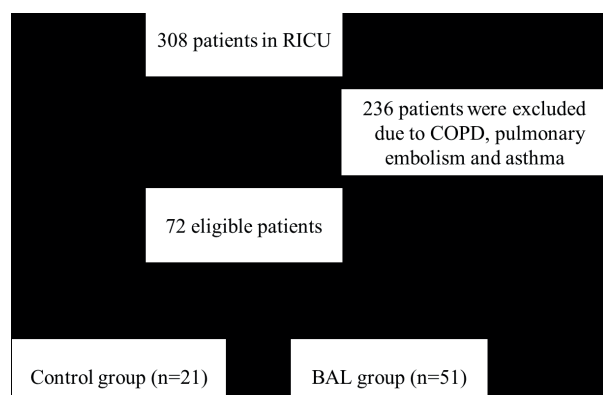 308 patients in RICU
236 patients were excluded
due to COPD, pulmonary
embolism and asthma
72 eligible patients
Control group (n=21)
BAL group (n=51)